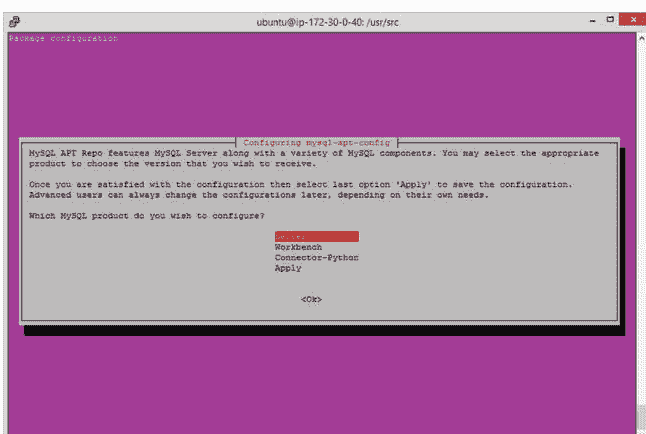 ubuntu@ip-172-30-0-40: /usr/src
Package configuration
Configuring mysql-apt-config
MySQL APT Repo features MySQL Server along with a variety of MySQL components. You may select the appropriate
product to choose the version that you wish to receive.
Once you are satisfied with the configuration then select last option 'Apply' to save the configuration.
Advanced users can always change the configurations later, depending on their own needs.
Which MySQL product do you wish to configure?
Server
Workbench
Connector-Python
Apply
<Ok>